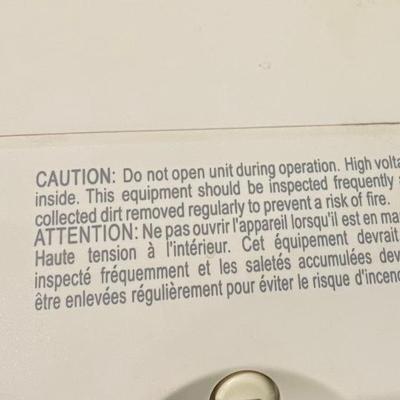 CAUTION: Do not open unit during operation. High volta
inside. This equipment should be inspected frequently a
collected dirt removed regularly to prevent a risk of fire.
ATTENTION: Ne pas ouvrir l'appareil lorsqu'il est en mar
Haute tension à l'intérieur. Cet équipement devrait
inspecté fréquemment et les saletés accumulées dev
être enlevées régulièrement pour éviter le risque d'incend